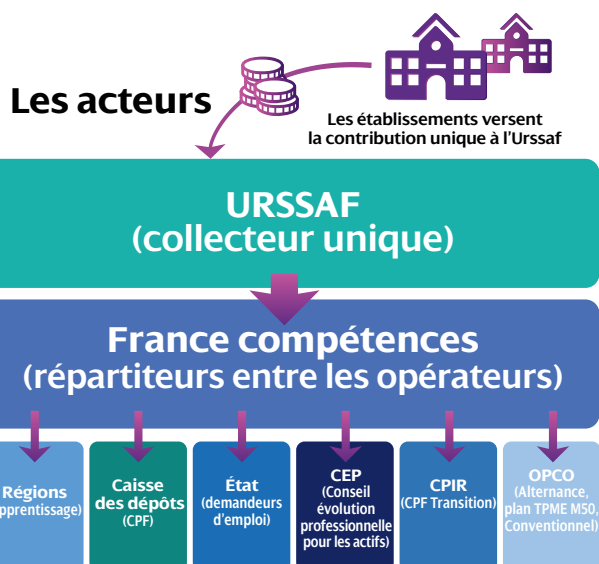 Les acteurs
Les établissements versent
la contribution unique à l'Urssaf
URSSAF
(collecteur unique)
France compétences
(répartiteurs entre les opérateurs)
Régions
pprentissage)
Caisse
des dépôts
(CPF)
État
(demandeurs
d'emploi)
CEP
(Conseil
évolution
professionnelle
pour les actifs)
CPIR
(CPF Transition)
OPCO
(Alternance,
plan TPME M50,
Conventionnel)